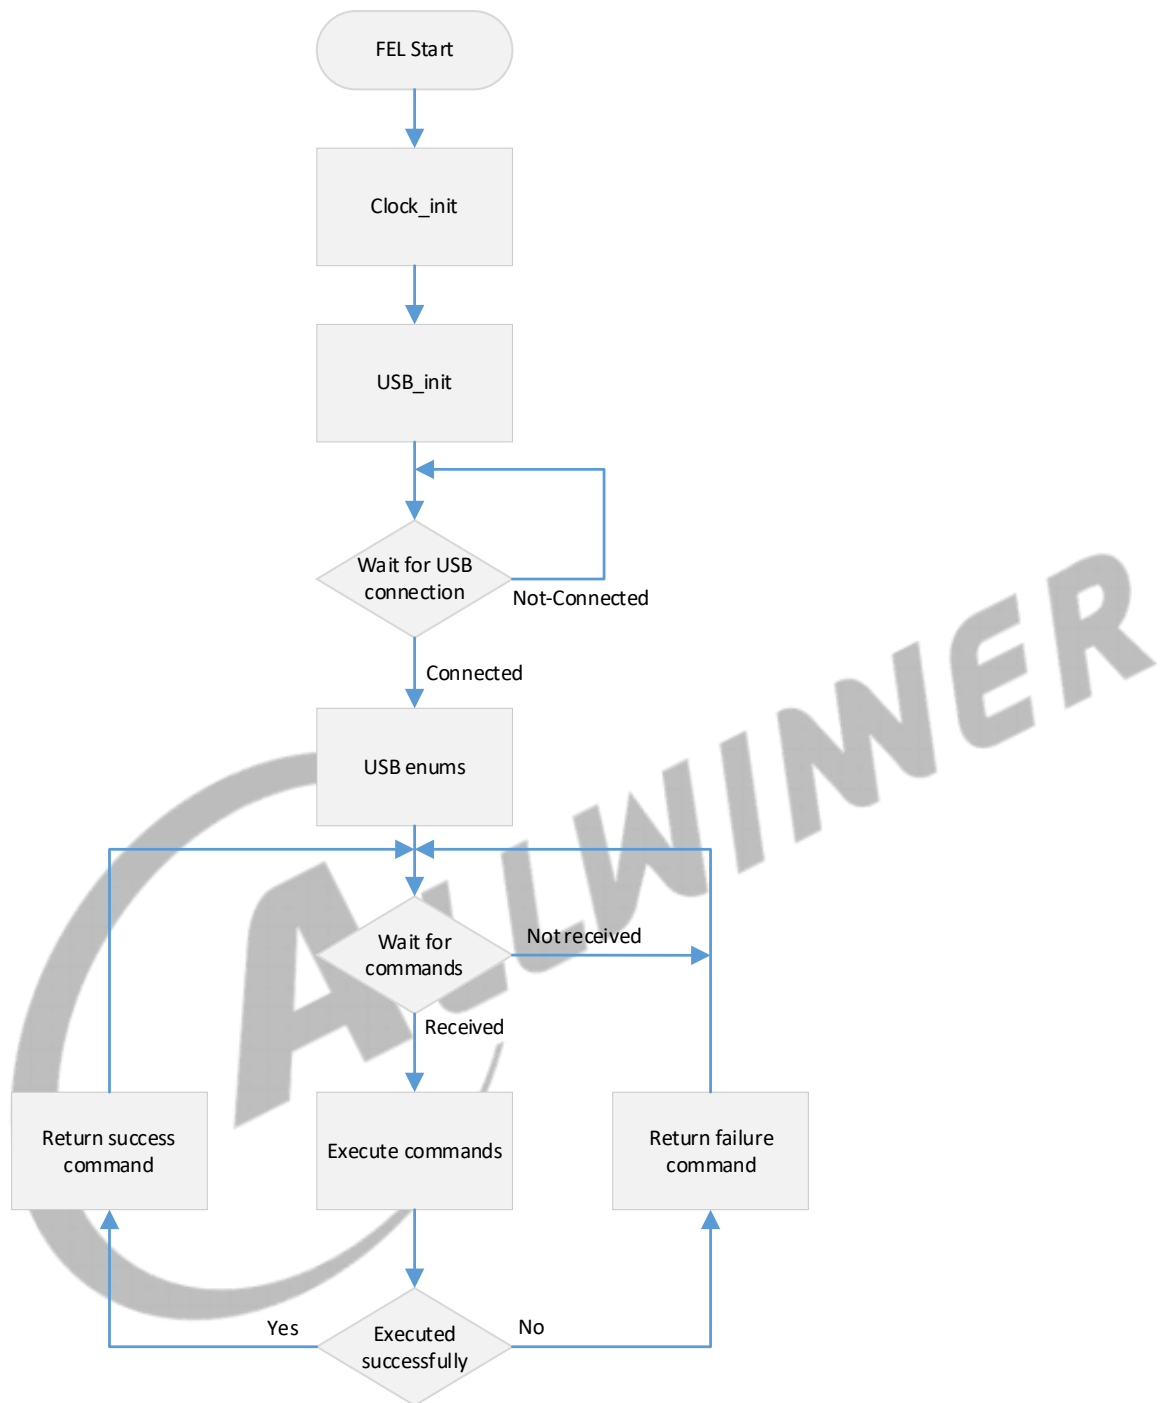 FEL Start
Clock_init
USB_init
Wait for USB
connection
Not-Connected
Connected
USB enums
Wait for
commands
Not received
Received
Return success
command
Execute commands
Return failure
command
Yes
Executed
successfully
No
ALLWINNER